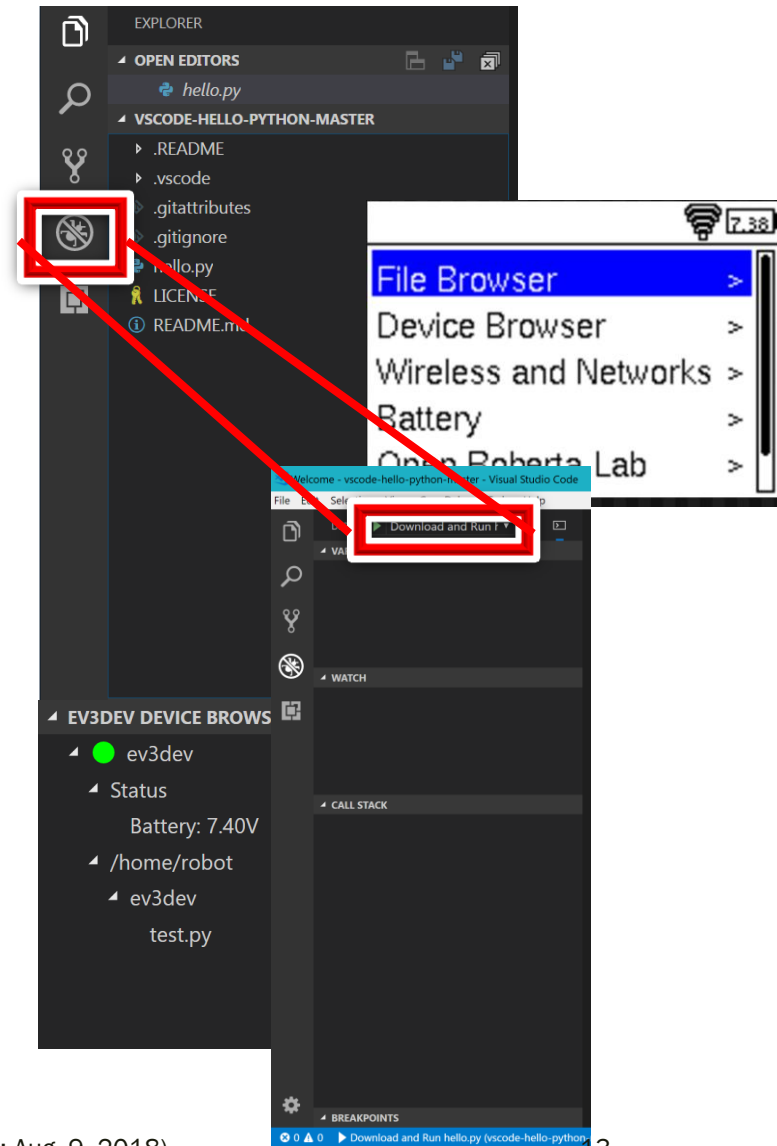 EXPLORER
OPEN EDITORS
hello.py
VSCODE-HELLO-PYTHON-MASTER
.README
.vscode
.gitattributes
.gitignore
hello.py
LICENSE
README.md
7.38
File Browser >
Device Browser >
Wireless and Networks >
Battery >
Open Roberta Lab >
Welcome - vscode-hello-python-master - Visual Studio Code
File
Download and Run
WATCH
CALL STACK
BREAKPOINTS
0 0 Download and Run hello.py (vscode-hello-python-
EV3DEV DEVICE BROWS
ev3dev
Status
Battery: 7.40V
/home/robot
ev3dev
test.py
Aug. 9, 2018)